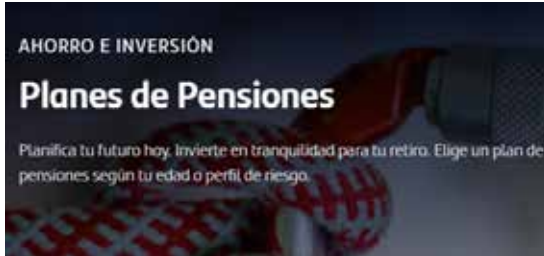 AHORRO E INVERSIÓN
Planes de Pensiones
Planifica tu futuro hoy. Invierte en tranquilidad para tu retiro. Elige un plan de
pensiones según tu edad o perfil de riesgo.